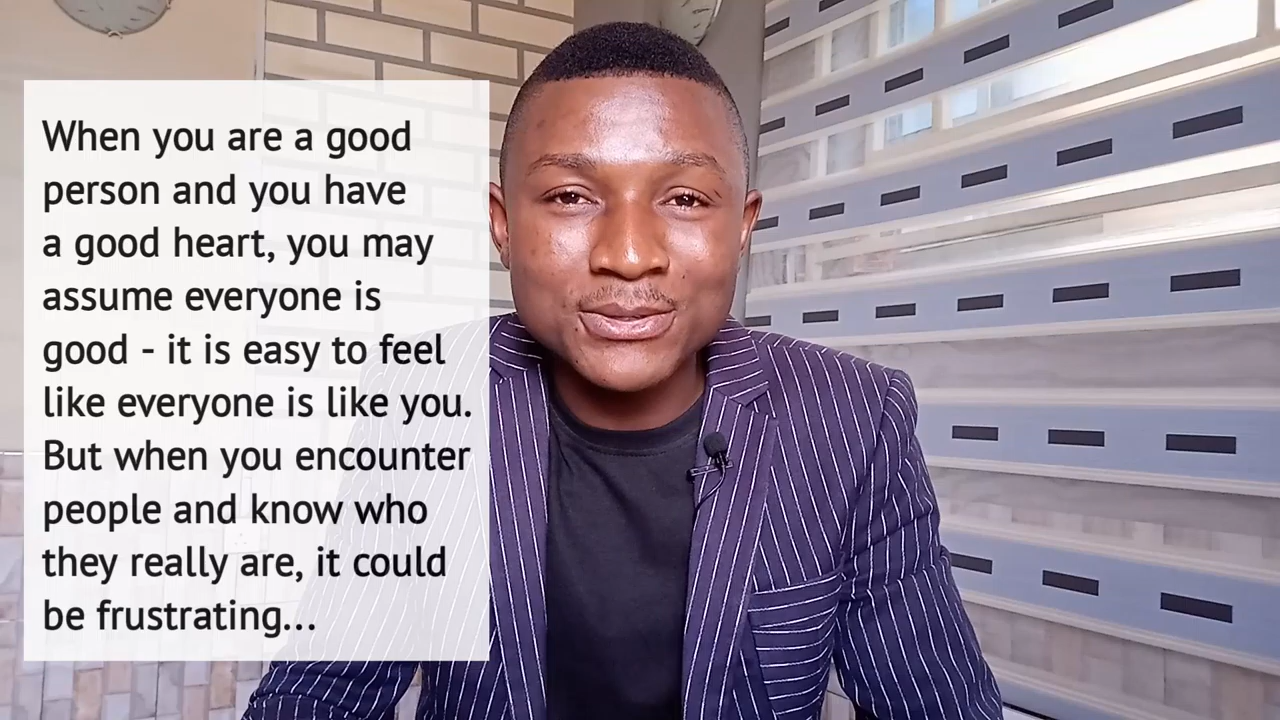 When you are a good
person and you have
a good heart, you may
assume everyone is
good - it is easy to feel
like everyone is like you.
But when you encounter
people and know who
they really are, it could
be frustrating...